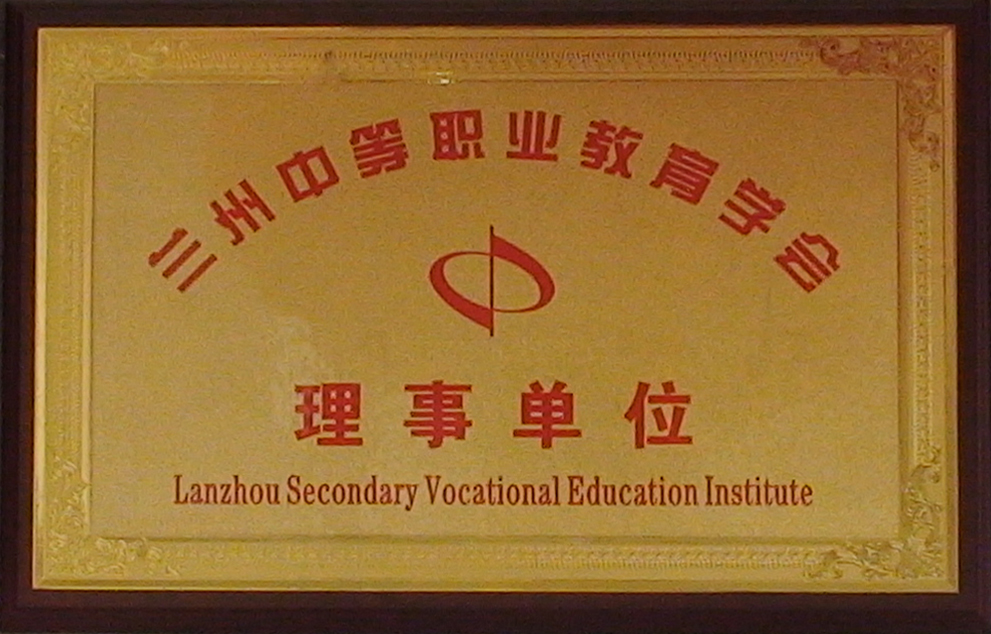 兰州中等职业教育学会
理事单位
Lanzhou Secondary Vocational Education Institute